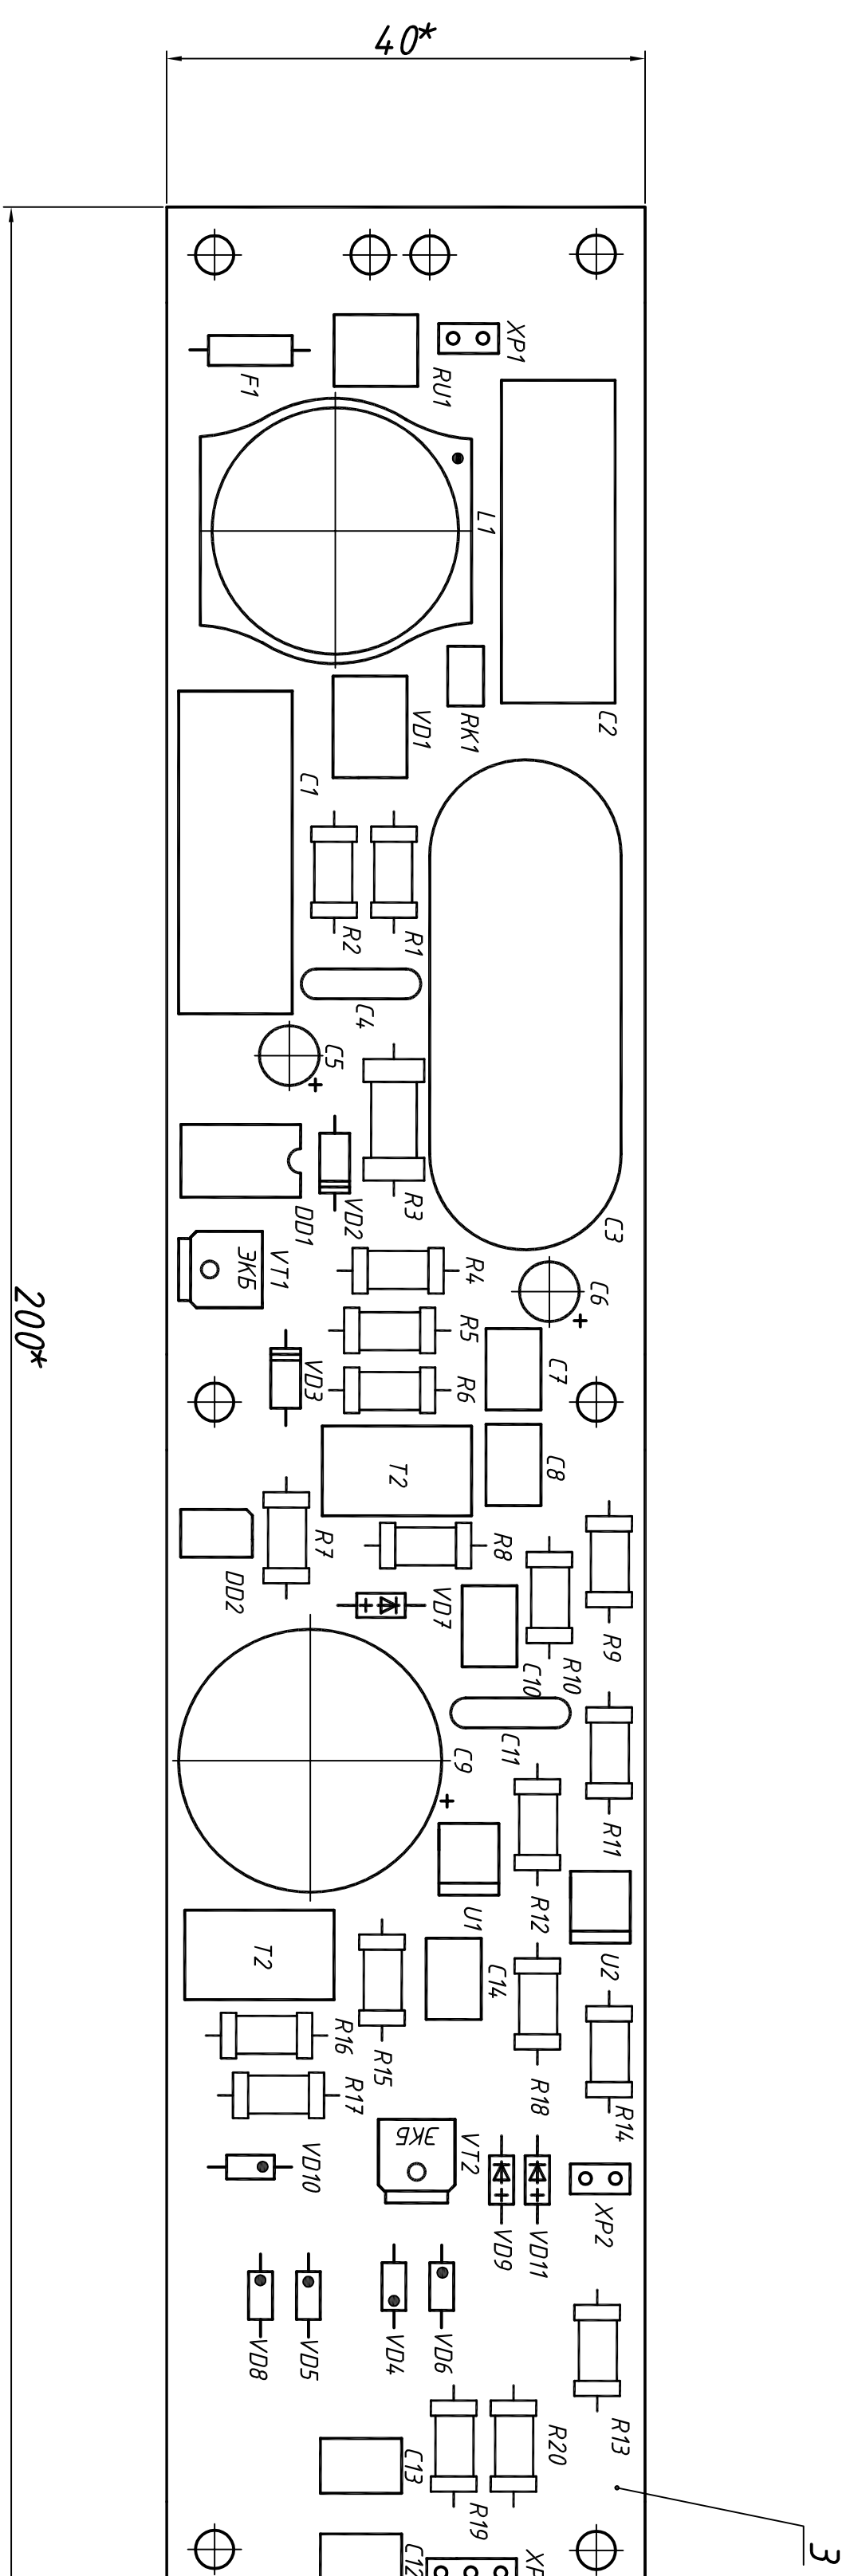 40*
200*
XP1
F1
RU1
L1
C2
RK1
VD1
C1
R2
R1
C4
C5
+
R3
VD2
DD1
C3
VT1
ЭКБ
R4
C6
+
R5
C7
VD3
R6
T2
C8
R7
R8
DD2
VD7
+
R9
R10
C10
C11
C9
+
R11
R12
U1
U2
T2
C14
R16
R15
R18
R17
R14
VT2
ЭКБ
VD10
XP2
+
+
VD9
VD11
VD8
VD5
VD4
VD6
R13
R20
C13
R19
3
C12